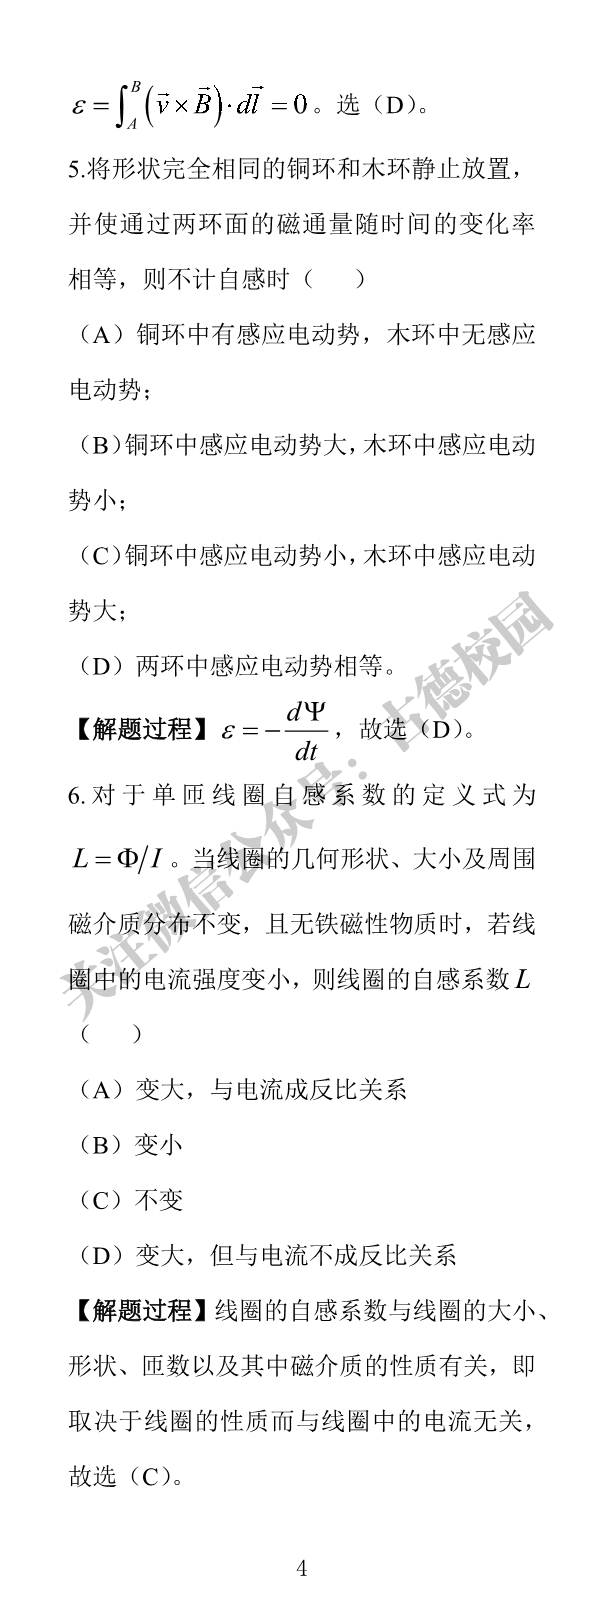 ε = ∫_A^B (v⃗ × B⃗)·dl⃗ = 0。选（D）。
5.将形状完全相同的铜环和木环静止放置，
并使通过两环面的磁通量随时间的变化率
相等，则不计自感时（　）
（A）铜环中有感应电动势，木环中无感应
电动势；
（B）铜环中感应电动势大，木环中感应电动
势小；
（C）铜环中感应电动势小，木环中感应电动
势大；
（D）两环中感应电动势相等。
【解题过程】ε = −dΨ/dt，故选（D）。
6.对于单匝线圈自感系数的定义式为
L = Φ/I。当线圈的几何形状、大小及周围
磁介质分布不变，且无铁磁性物质时，若线
圈中的电流强度变小，则线圈的自感系数L
（　）
（A）变大，与电流成反比关系
（B）变小
（C）不变
（D）变大，但与电流不成反比关系
【解题过程】线圈的自感系数与线圈的大小、
形状、匝数以及其中磁介质的性质有关，即
取决于线圈的性质而与线圈中的电流无关，
故选（C）。
4
关注微信公众号：古德校园